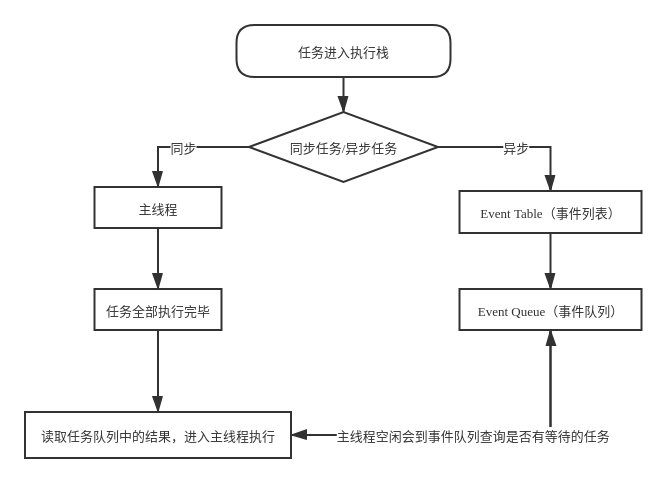 任务进入执行栈
同步任务/异步任务
同步
异步
主线程
Event Table（事件列表）
任务全部执行完毕
Event Queue（事件队列）
读取任务队列中的结果，进入主线程执行
主线程空闲会到事件队列查询是否有等待的任务